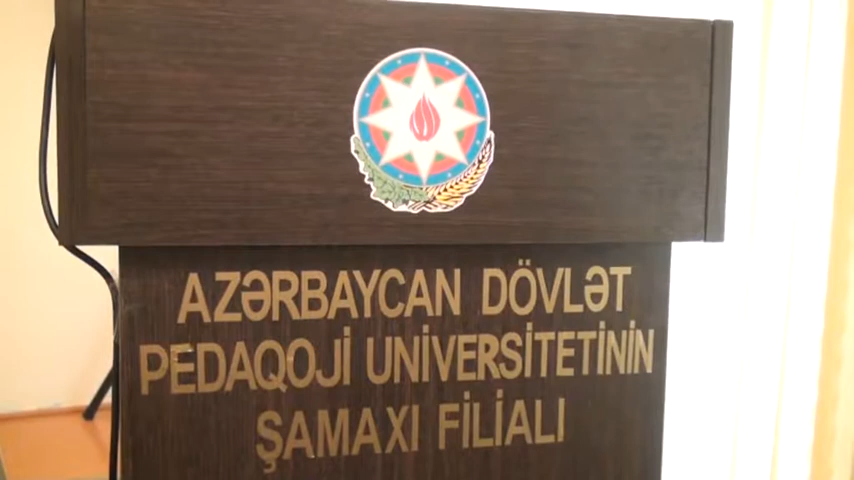 AZƏRBAYCAN DÖVLƏT
PEDAQOJİ UNİVERSİTETİNİN
ŞAMAXI FİLİALI